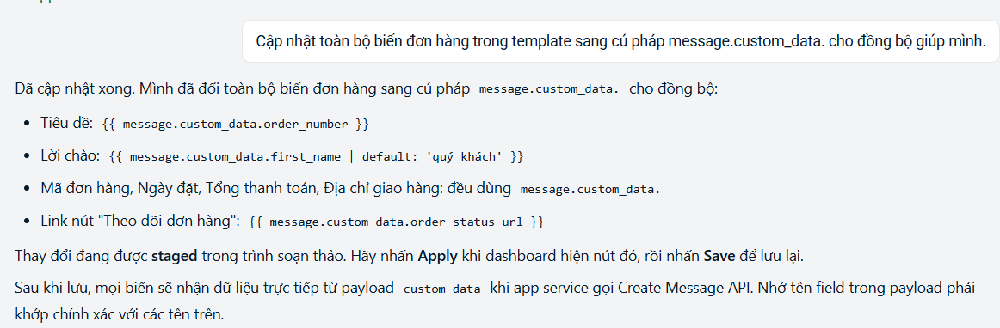 Cập nhật toàn bộ biến đơn hàng trong template sang cú pháp message.custom_data. cho đồng bộ giúp mình.
Đã cập nhật xong. Mình đã đổi toàn bộ biến đơn hàng sang cú pháp message.custom_data. cho đồng bộ:
• Tiêu đề: {{ message.custom_data.order_number }}
• Lời chào: {{ message.custom_data.first_name | default: 'quý khách' }}
• Mã đơn hàng, Ngày đặt, Tổng thanh toán, Địa chỉ giao hàng: đều dùng message.custom_data.
• Link nút "Theo dõi đơn hàng": {{ message.custom_data.order_status_url }}
Thay đổi đang được staged trong trình soạn thảo. Hãy nhấn Apply khi dashboard hiện nút đó, rồi nhấn Save để lưu lại.
Sau khi lưu, mọi biến sẽ nhận dữ liệu trực tiếp từ payload custom_data khi app service gọi Create Message API. Nhớ tên field trong payload phải
khớp chính xác với các tên trên.